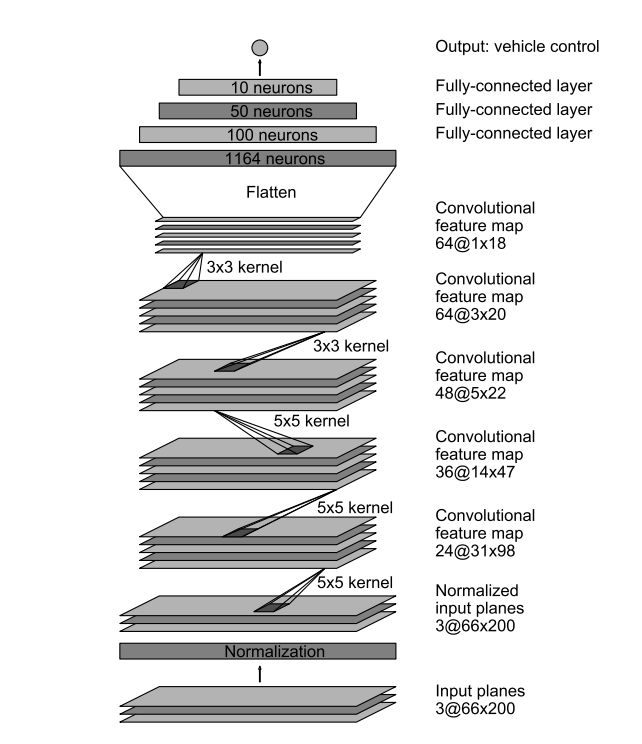 Output: vehicle control
10 neurons
Fully-connected layer
50 neurons
Fully-connected layer
100 neurons
Fully-connected layer
1164 neurons
Flatten
Convolutional
feature map
64@1x18
3x3 kernel
Convolutional
feature map
64@3x20
3x3 kernel
Convolutional
feature map
48@5x22
5x5 kernel
Convolutional
feature map
36@14x47
5x5 kernel
Convolutional
feature map
24@31x98
5x5 kernel
Normalized
input planes
3@66x200
Normalization
Input planes
3@66x200